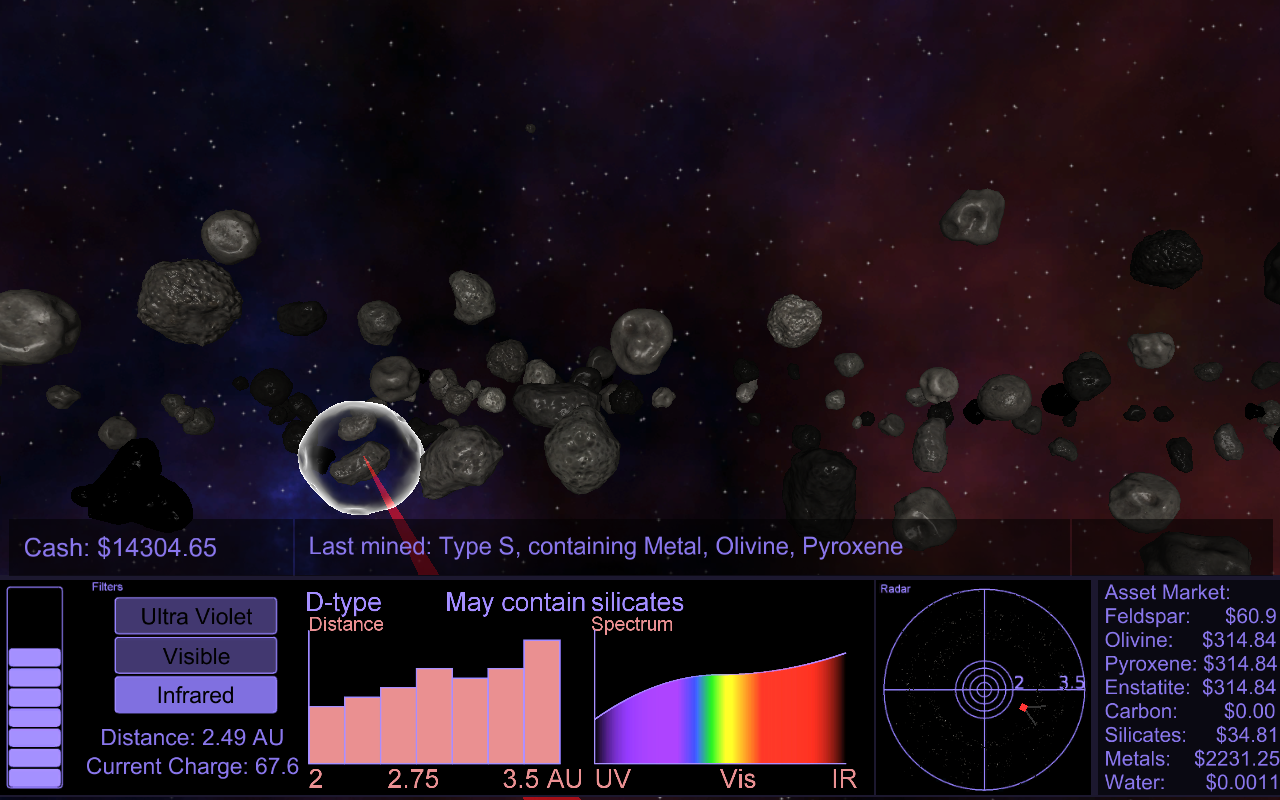 Cash: $14304.65
Last mined: Type S, containing Metal, Olivine, Pyroxene
Filters
Ultra Violet
Visible
Infrared
Distance: 2.49 AU
Current Charge: 67.6
D-type
May contain silicates
Distance
2 2.75 3.5 AU
Spectrum
UV Vis IR
Radar
2 3.5
Asset Market:
Feldspar: $60.9
Olivine: $314.84
Pyroxene: $314.84
Enstatite: $314.84
Carbon: $0.00
Silicates: $34.81
Metals: $2231.25
Water: $0.0011